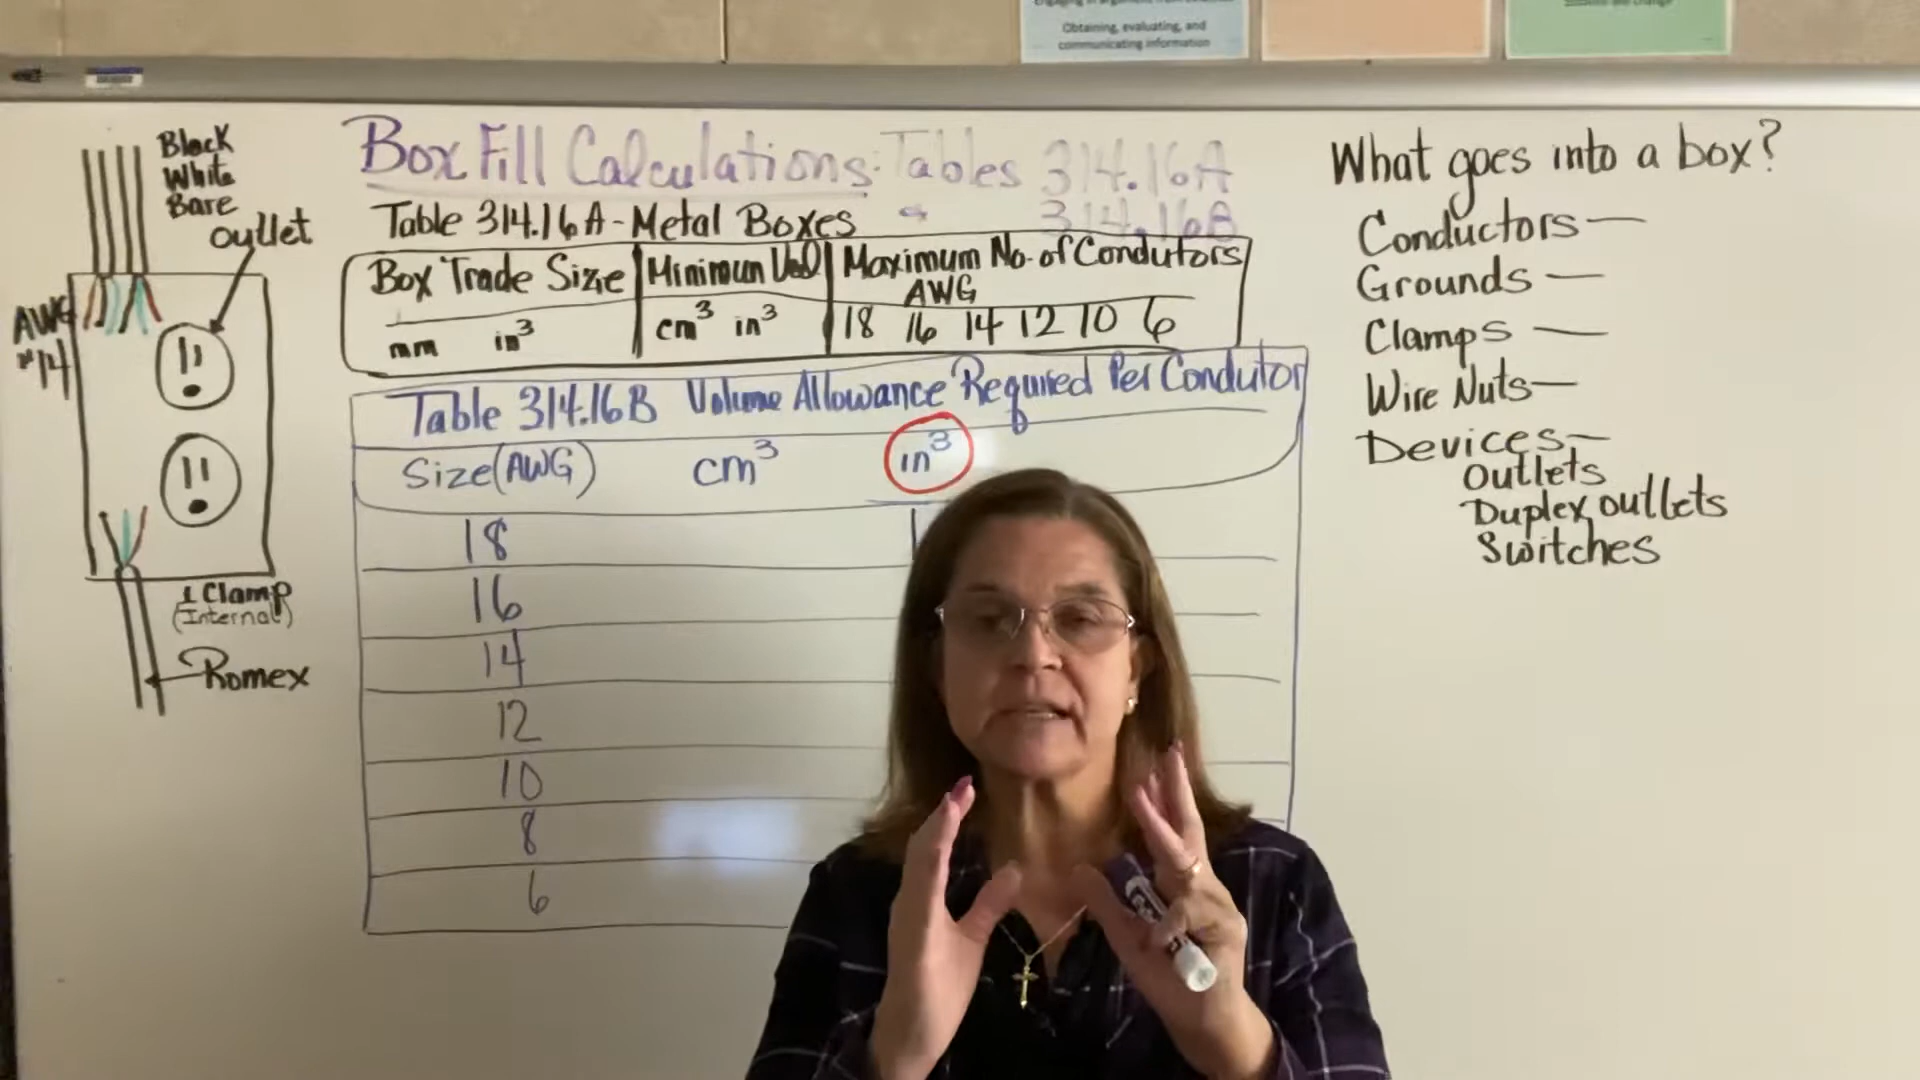 Obtaining, evaluating, and
communicating information
Black
White
Bare
outlet
AWG
#14
1 Clamp
(Internal)
Romex
Box Fill Calculations: Tables 314.16A
& 314.16B
Table 314.16A - Metal Boxes
Box Trade Size
mm in³
cm³ in³
Maximum No. of Condutors
AWG
18 16 14 12 10 6
Table 314.16B Volume Allowance Required Per Condutor
Size (AWG) cm³ in³
18
16
14
12
10
8
6
What goes into a box?
Conductors —
Grounds —
Clamps —
Wire Nuts —
Devices —
Outlets
Duplex outlets
Switches